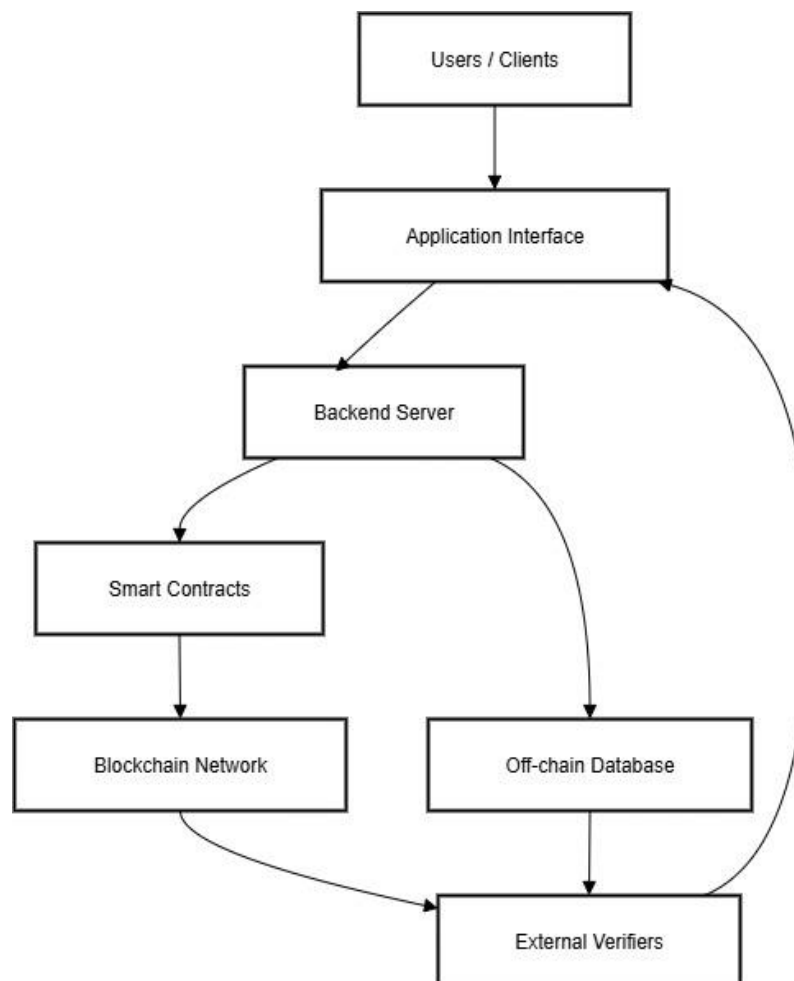 Users / Clients
Application Interface
Backend Server
Smart Contracts
Blockchain Network
Off-chain Database
External Verifiers